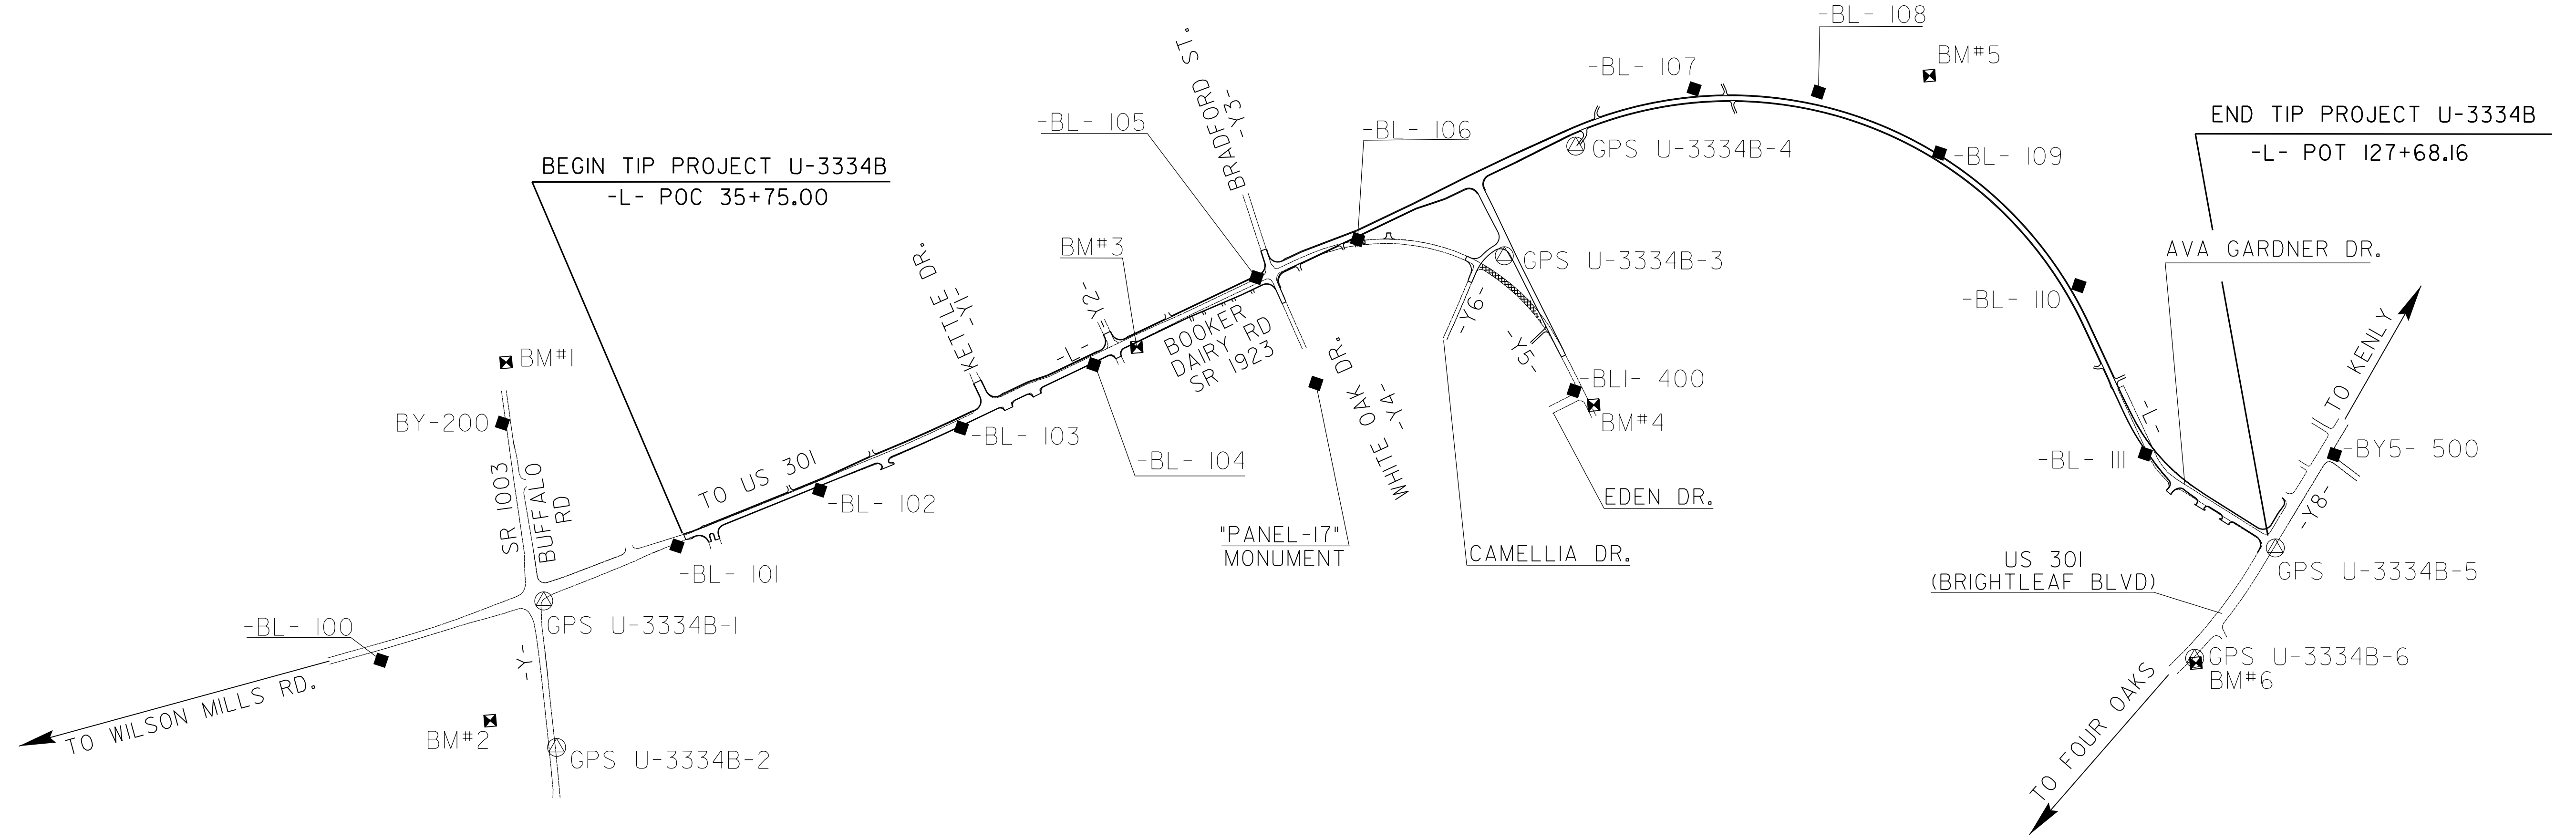 -BL- 108
BM#5
-BL- 107
BRADFORD ST.
-Y3-
-BL- 105
-BL- 106
END TIP PROJECT U-3334B
-L- POT 127+68.16
GPS U-3334B-4
-BL- 109
BEGIN TIP PROJECT U-3334B
-L- POC 35+75.00
BM#3
KETTLE DR.
-Y1-
-Y2-
-L-
GPS U-3334B-3
AVA GARDNER DR.
-BL- 110
BOOKER
DAIRY RD
SR 1923
-Y6-
-Y5-
BM#1
WHITE OAK DR.
-Y4-
-BL1- 400
BM#4
TO KENLY
-L-
BY-200
-BL- 103
-BL- 104
-BL- 111
-BY5- 500
TO US 301
-BL- 102
EDEN DR.
-Y8-
SR 1003
BUFFALO
RD
"PANEL-17"
MONUMENT
CAMELLIA DR.
US 301
(BRIGHTLEAF BLVD)
GPS U-3334B-5
-BL- 101
GPS U-3334B-1
-BL- 100
-Y-
GPS U-3334B-6
BM#6
TO WILSON MILLS RD.
BM#2
GPS U-3334B-2
TO FOUR OAKS